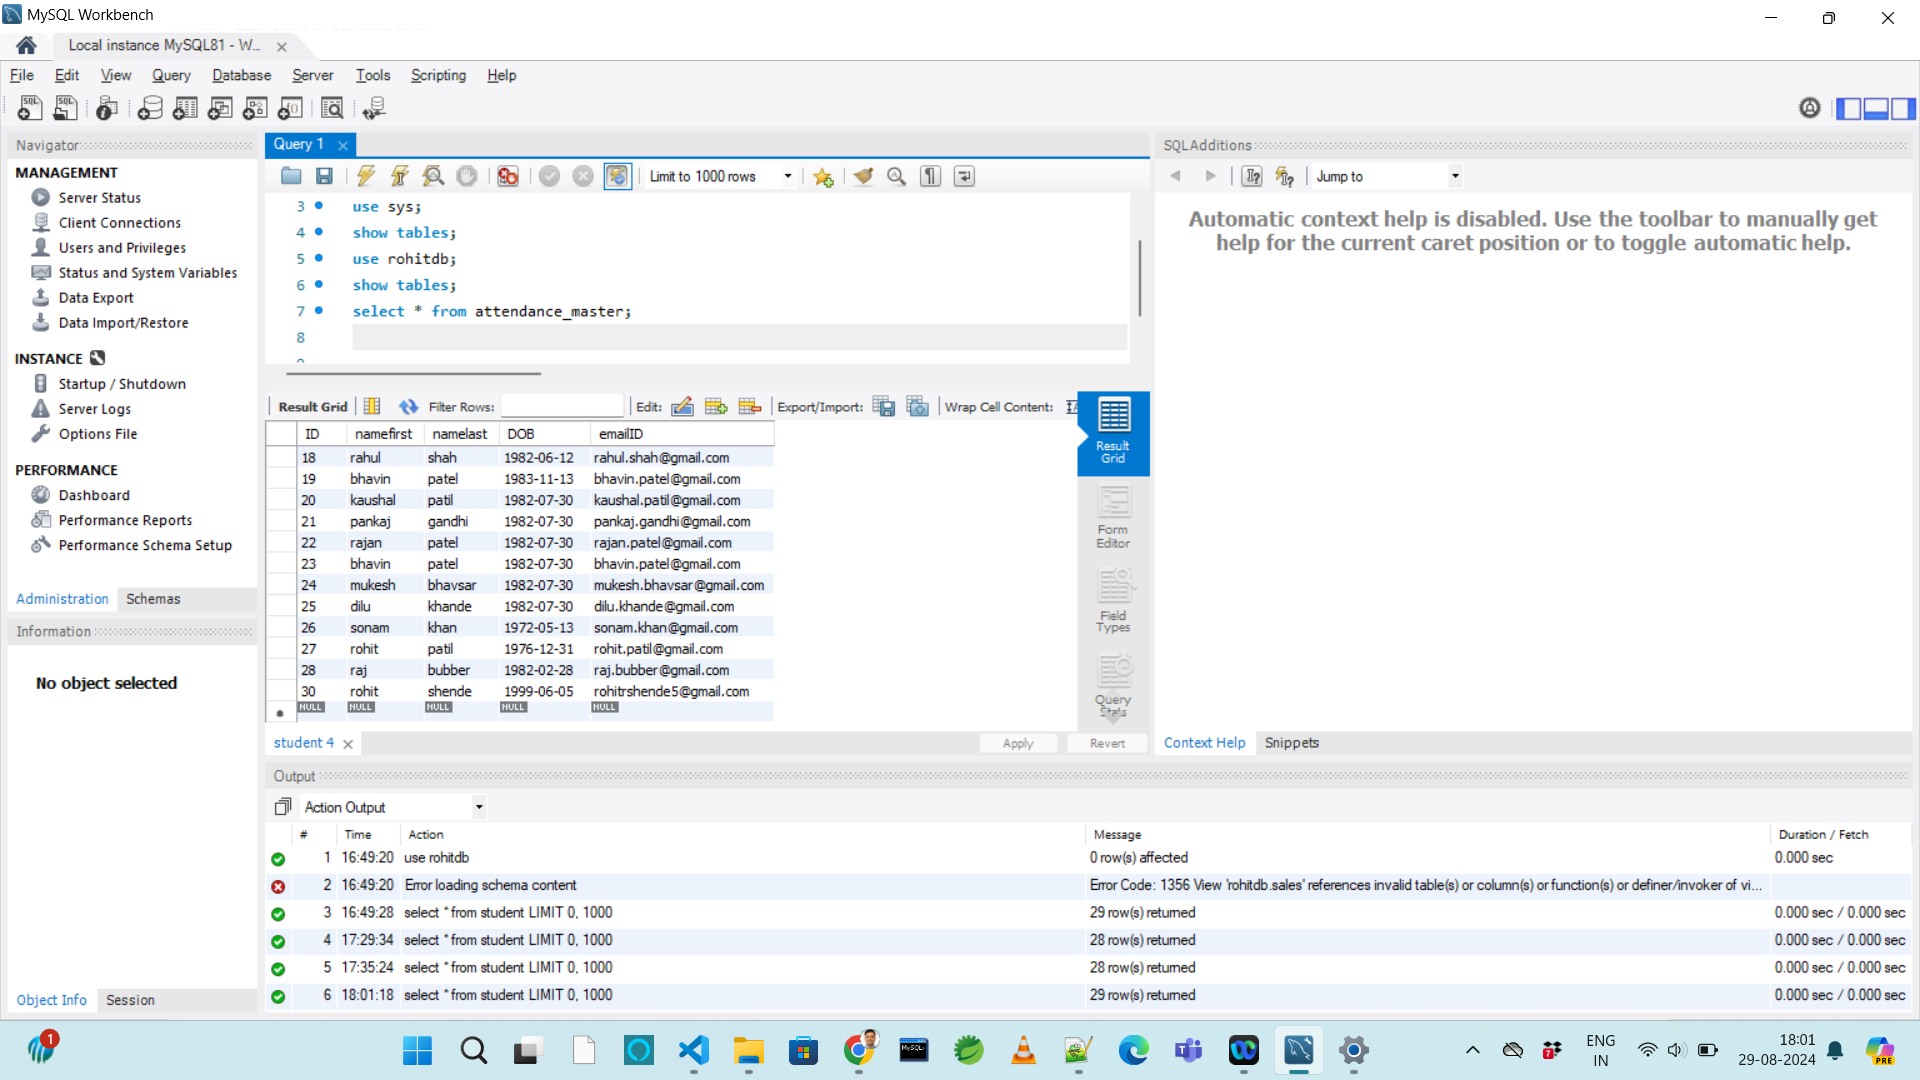 MySQL Workbench
Local instance MySQL81 - W...
File Edit View Query Database Server Tools Scripting Help
Navigator
MANAGEMENT
Server Status
Client Connections
Users and Privileges
Status and System Variables
Data Export
Data Import/Restore
INSTANCE
Startup / Shutdown
Server Logs
Options File
PERFORMANCE
Dashboard
Performance Reports
Performance Schema Setup
Administration Schemas
Information
No object selected
Object Info Session
Query 1
Limit to 1000 rows
3 use sys;
4 show tables;
5 use rohitdb;
6 show tables;
7 select * from attendance_master;
8
Result Grid Filter Rows: Edit: Export/Import: Wrap Cell Content:
ID namefirst namelast DOB emailID
18 rahul shah 1982-06-12 rahul.shah@gmail.com
19 bhavin patel 1983-11-13 bhavin.patel@gmail.com
20 kaushal patil 1982-07-30 kaushal.patil@gmail.com
21 pankaj gandhi 1982-07-30 pankaj.gandhi@gmail.com
22 rajan patel 1982-07-30 rajan.patel@gmail.com
23 bhavin patel 1982-07-30 bhavin.patel@gmail.com
24 mukesh bhavsar 1982-07-30 mukesh.bhavsar@gmail.com
25 dilu khande 1982-07-30 dilu.khande@gmail.com
26 sonam khan 1972-05-13 sonam.khan@gmail.com
27 rohit patil 1976-12-31 rohit.patil@gmail.com
28 raj bubber 1982-02-28 raj.bubber@gmail.com
30 rohit shende 1999-06-05 rohitrshende5@gmail.com
NULL NULL NULL NULL NULL
Result
Grid
Form
Editor
Field
Types
Query
Stats
student 4
Apply Revert
SQLAdditions
Jump to
Automatic context help is disabled. Use the toolbar to manually get
help for the current caret position or to toggle automatic help.
Context Help Snippets
Output
Action Output
# Time Action Message Duration / Fetch
1 16:49:20 use rohitdb 0 row(s) affected 0.000 sec
2 16:49:20 Error loading schema content Error Code: 1356 View 'rohitdb.sales' references invalid table(s) or column(s) or function(s) or definer/invoker of vi...
3 16:49:28 select * from student LIMIT 0, 1000 29 row(s) returned 0.000 sec / 0.000 sec
4 17:29:34 select * from student LIMIT 0, 1000 28 row(s) returned 0.000 sec / 0.000 sec
5 17:35:24 select * from student LIMIT 0, 1000 28 row(s) returned 0.000 sec / 0.000 sec
6 18:01:18 select * from student LIMIT 0, 1000 29 row(s) returned 0.000 sec / 0.000 sec
1
ENG
IN
18:01
29-08-2024
PRE